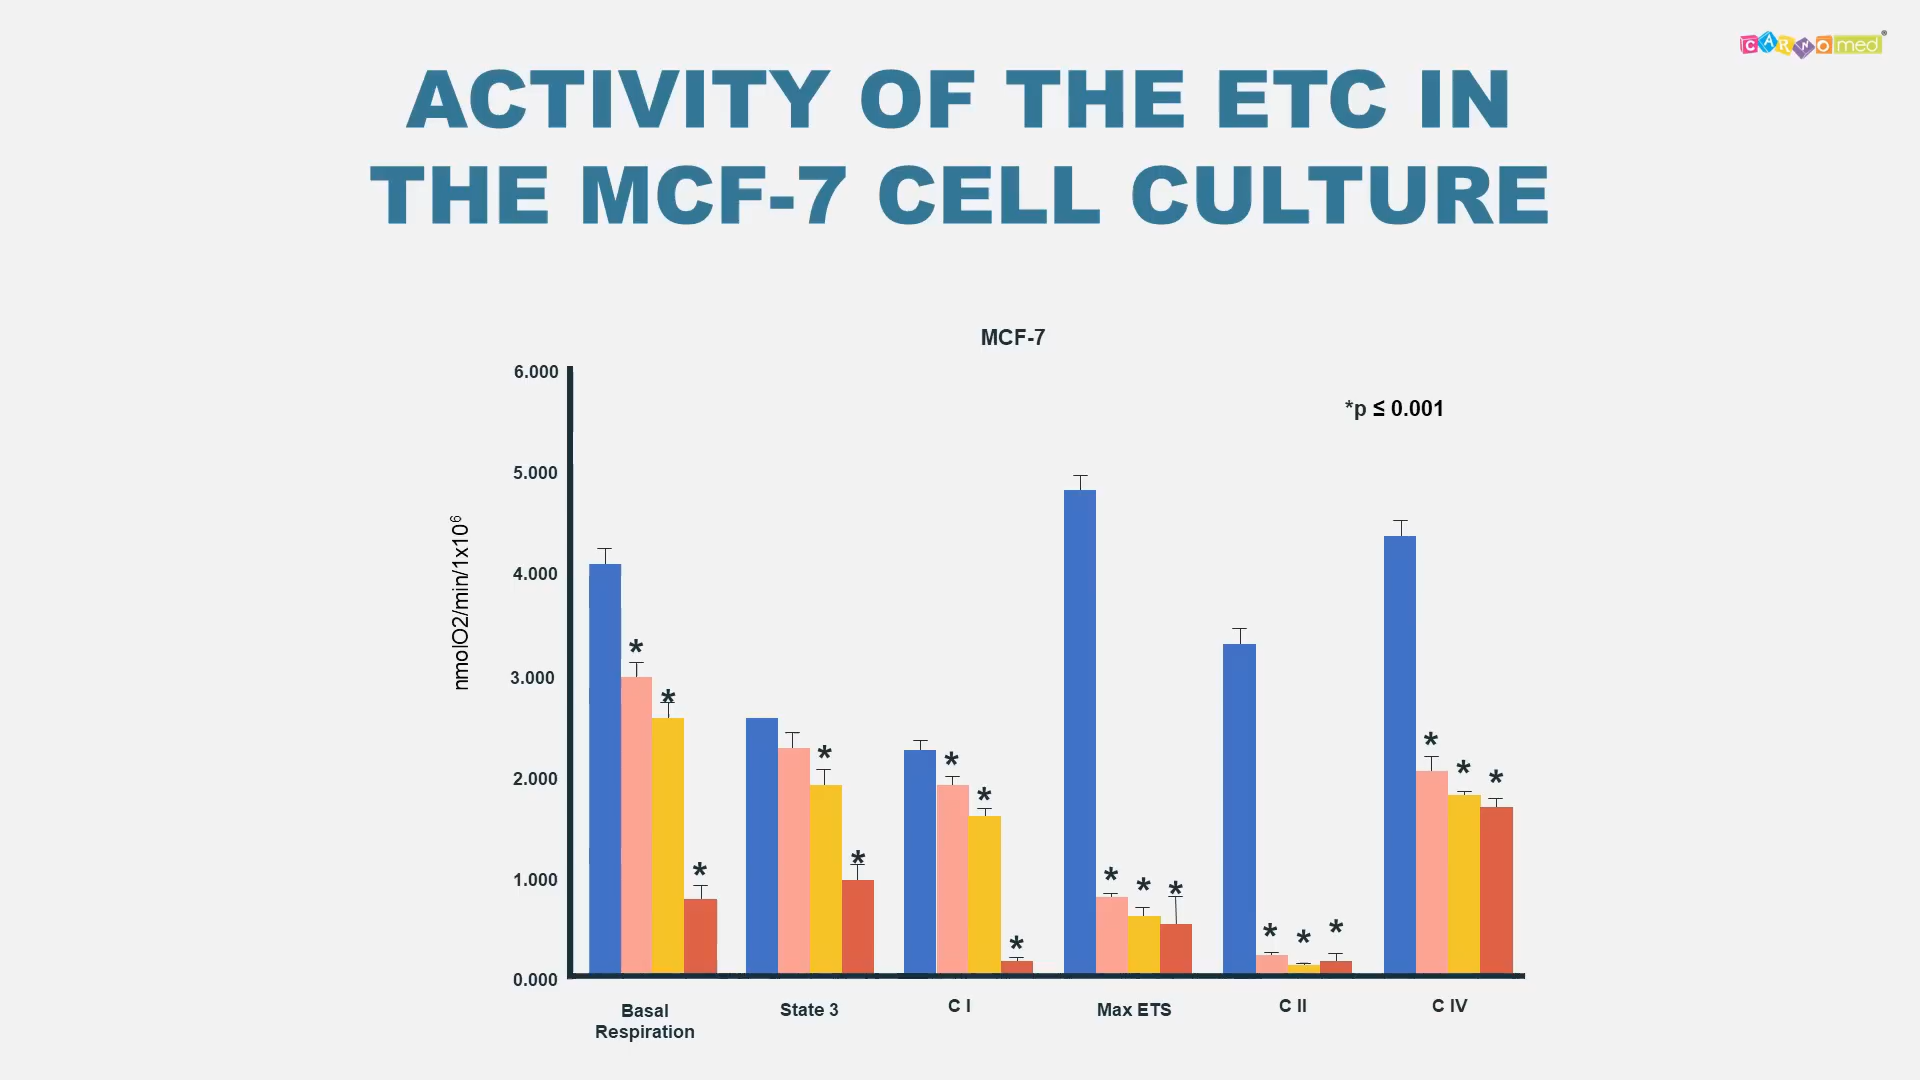 CARNOmed®
ACTIVITY OF THE ETC IN
THE MCF-7 CELL CULTURE
MCF-7
*p ≤ 0.001
nmolO2/min/1x10⁶
6.000
5.000
4.000
3.000
2.000
1.000
0.000
* * *
* *
* * *
* * *
* * *
* * *
Basal
Respiration
State 3
C I
Max ETS
C II
C IV